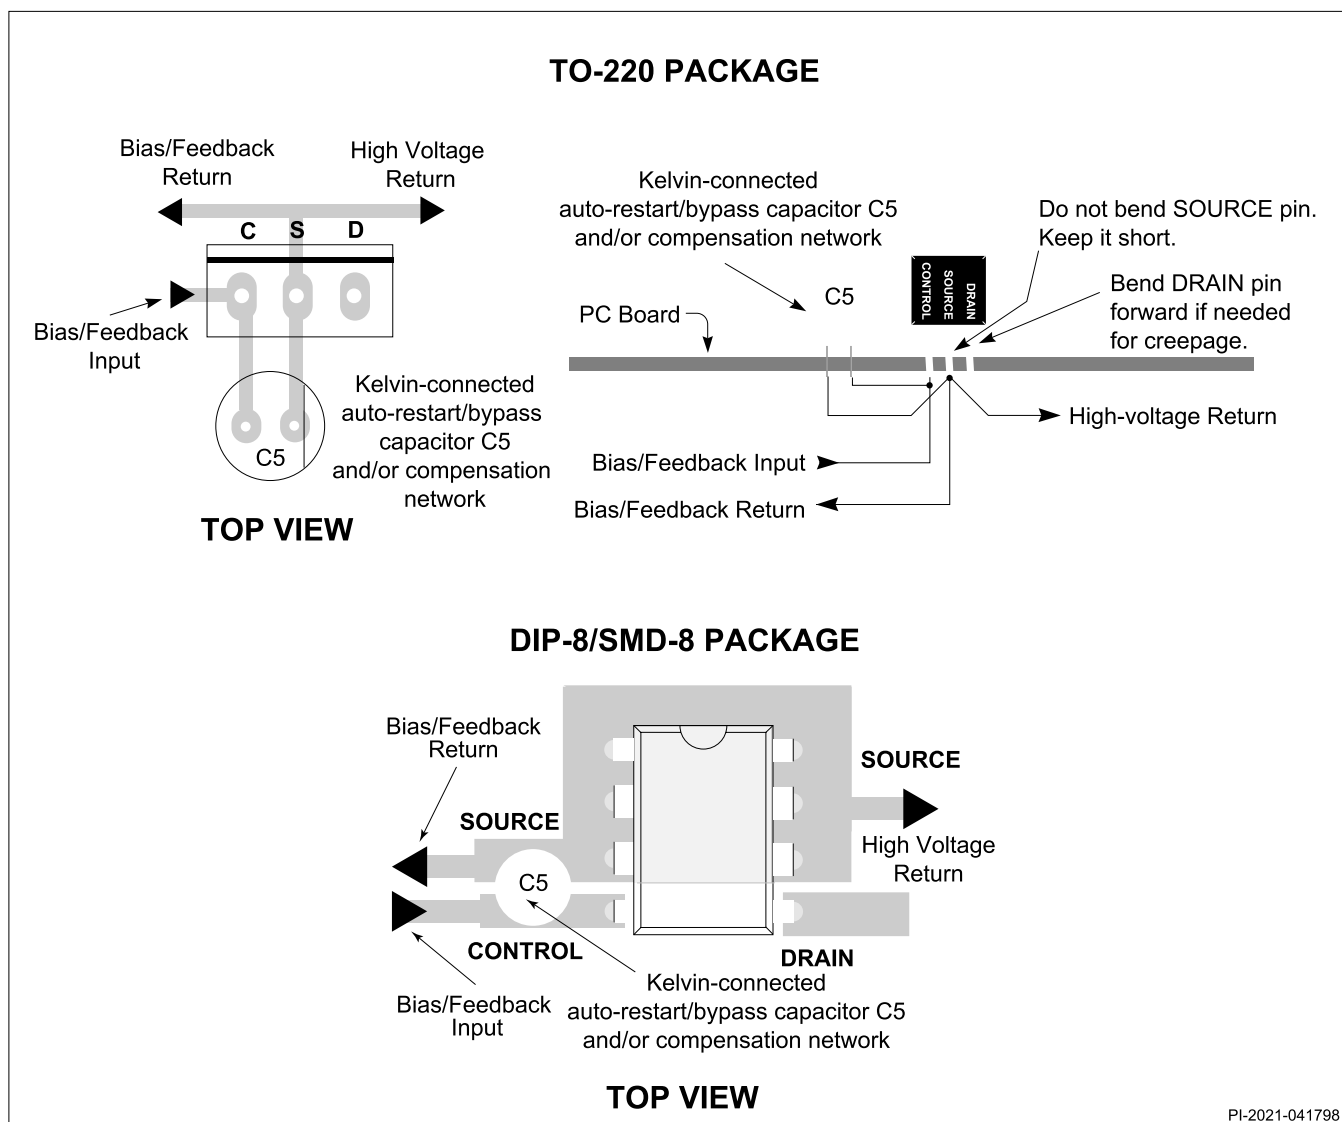 TO-220 PACKAGE
Bias/Feedback
Return
High Voltage
Return
C S D
Bias/Feedback
Input
Kelvin-connected
auto-restart/bypass
capacitor C5
and/or compensation
network
C5
TOP VIEW
Kelvin-connected
auto-restart/bypass capacitor C5
and/or compensation network
C5
PC Board
CONTROL
SOURCE
DRAIN
Do not bend SOURCE pin.
Keep it short.
Bend DRAIN pin
forward if needed
for creepage.
High-voltage Return
Bias/Feedback Input
Bias/Feedback Return
DIP-8/SMD-8 PACKAGE
Bias/Feedback
Return
SOURCE
SOURCE
High Voltage
Return
C5
CONTROL
DRAIN
Bias/Feedback
Input
Kelvin-connected
auto-restart/bypass capacitor C5
and/or compensation network
TOP VIEW
PI-2021-041798